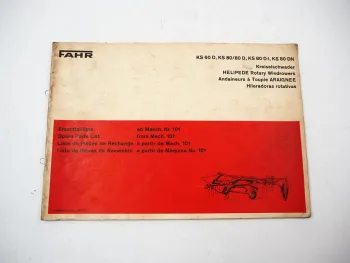 FAHR
KS 60 D, KS 80/80 D, KS 80 D-I, KS 80 DN
Kreiselschwader
HELIPEDE Rotary Windrowers
Andaineurs à Toupie ARAIGNEE
Hileradoras rotativas
Ersatzteilliste ab Masch. Nr. 101
Spare Parts List from Mach. 101
Liste de Pièces de Rechange à partir de Mach. 101
Lista de Piezas de Recambio a partir de Máquina No. 101